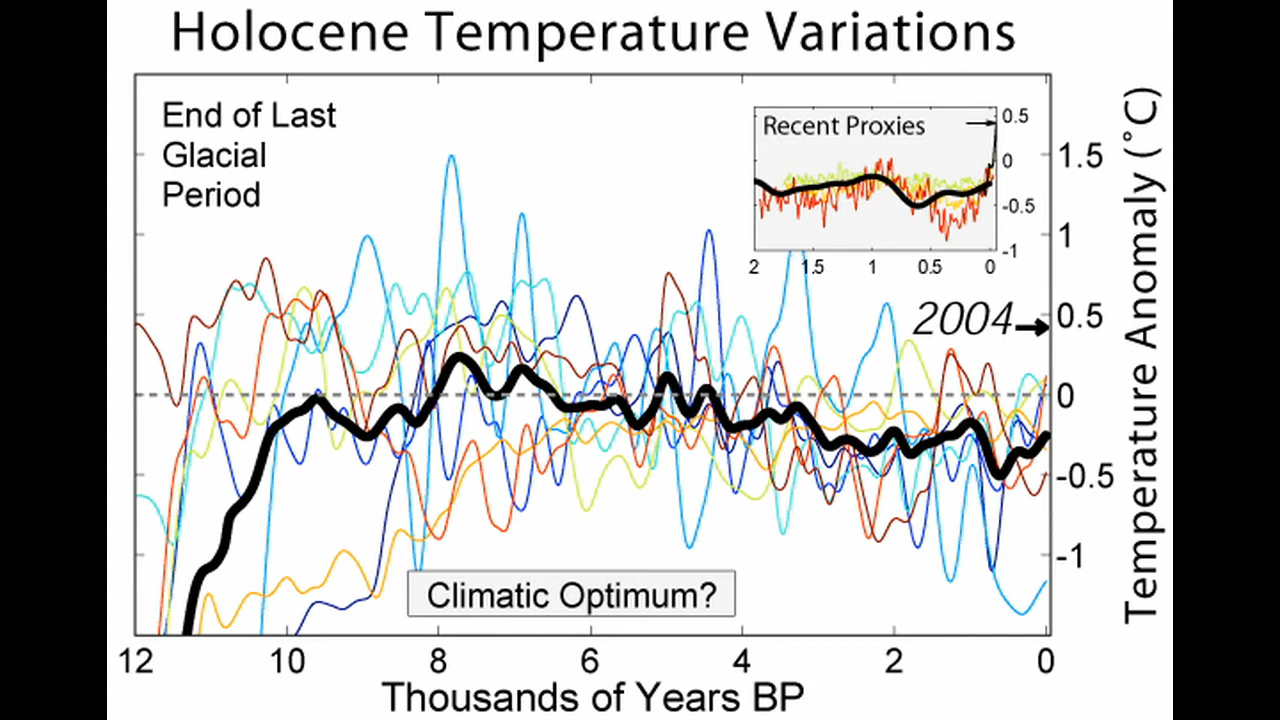 Holocene Temperature Variations
End of Last
Glacial
Period
Recent Proxies
0.5
0
-0.5
-1
2 1.5 1 0.5 0
2004
Climatic Optimum?
1.5
1
0.5
0
-0.5
-1
Temperature Anomaly (°C)
12 10 8 6 4 2 0
Thousands of Years BP